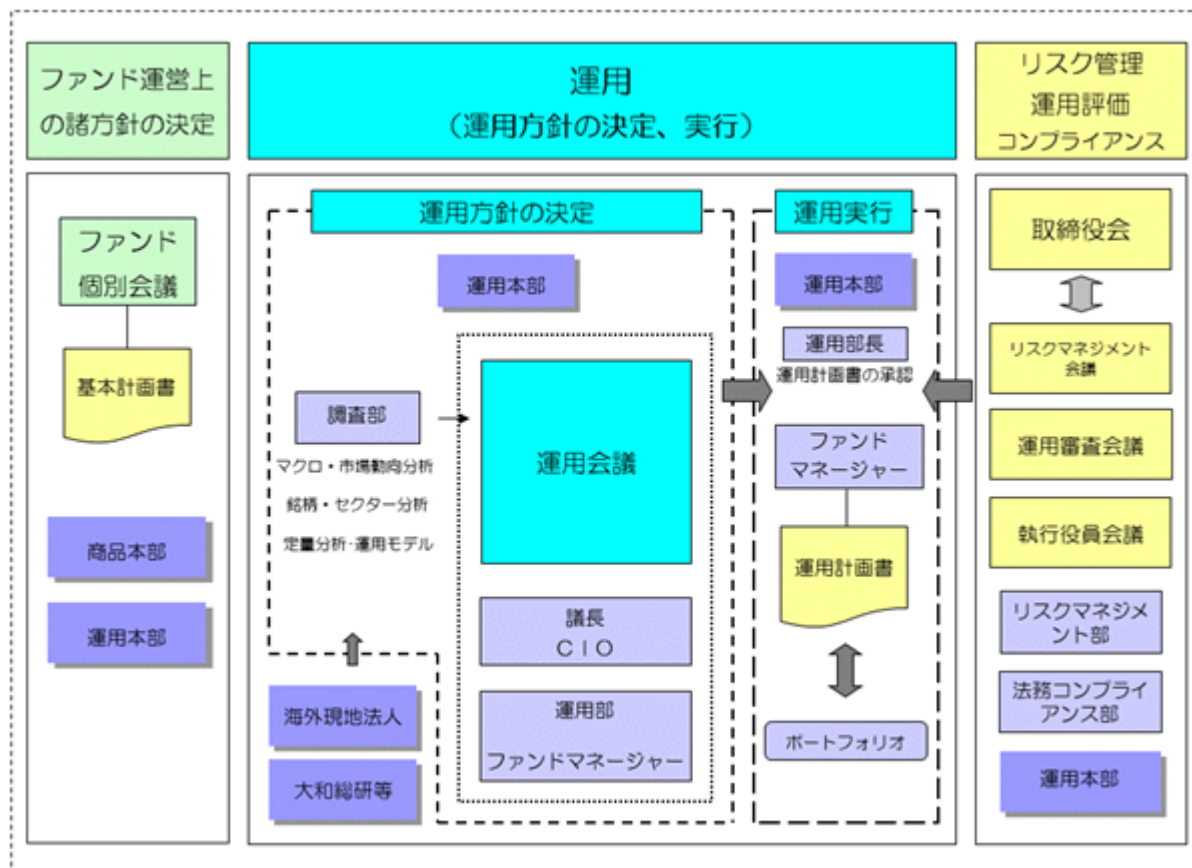 ファンド運営上
の諸方針の決定
運用
(運用方針の決定、実行)
リスク管理
運用評価
コンプライアンス
ファンド
個別会議
基本計画書
商品本部
運用本部
運用方針の決定
運用本部
調査部
マクロ・市場動向分析
銘柄・セクター分析
定量分析・運用モデル
運用会議
議長
CIO
運用部
ファンドマネージャー
海外現地法人
大和総研等
運用実行
運用本部
運用部長
運用計画書の承認
ファンド
マネージャー
運用計画書
ポートフォリオ
取締役会
リスクマネジメント
会議
運用審査会議
執行役員会議
リスクマネジメ
ント部
法務コンプライ
アンス部
運用本部